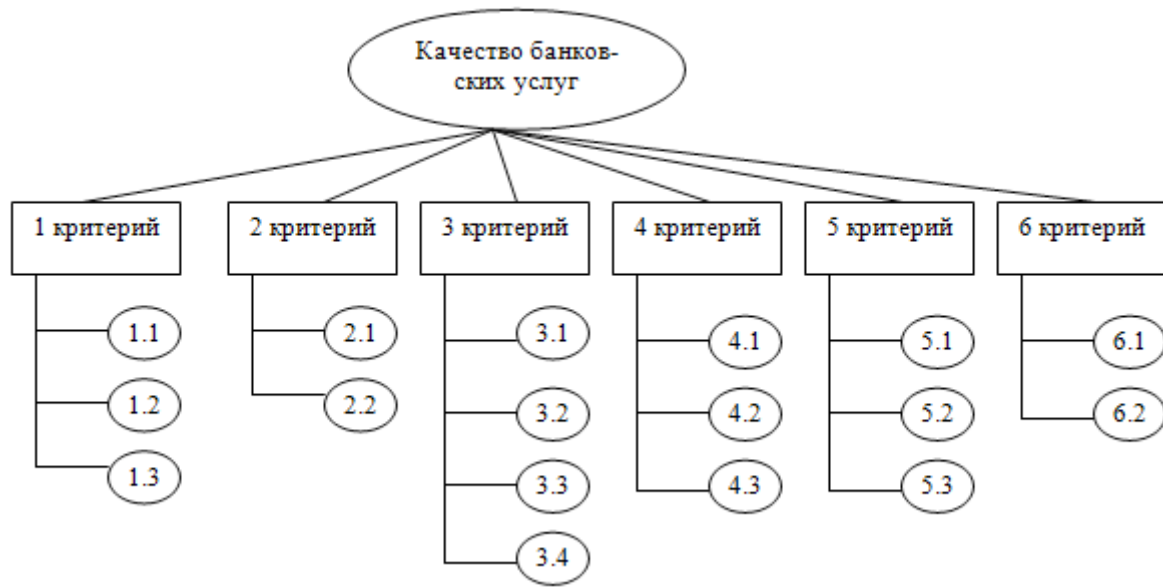 Качество банков-
ских услуг
1 критерий
2 критерий
3 критерий
4 критерий
5 критерий
6 критерий
1.1
1.2
1.3
2.1
2.2
3.1
3.2
3.3
3.4
4.1
4.2
4.3
5.1
5.2
5.3
6.1
6.2